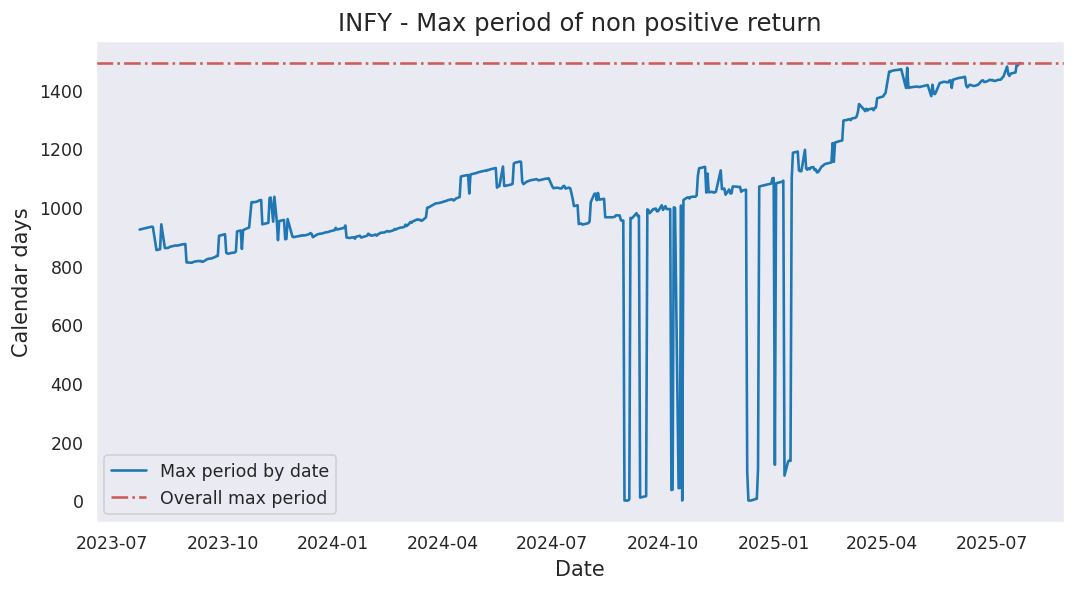 INFY - Max period of non positive return
Calendar days
1400
1200
1000
800
600
400
200
0
Max period by date
Overall max period
2023-07 2023-10 2024-01 2024-04 2024-07 2024-10 2025-01 2025-04 2025-07
Date